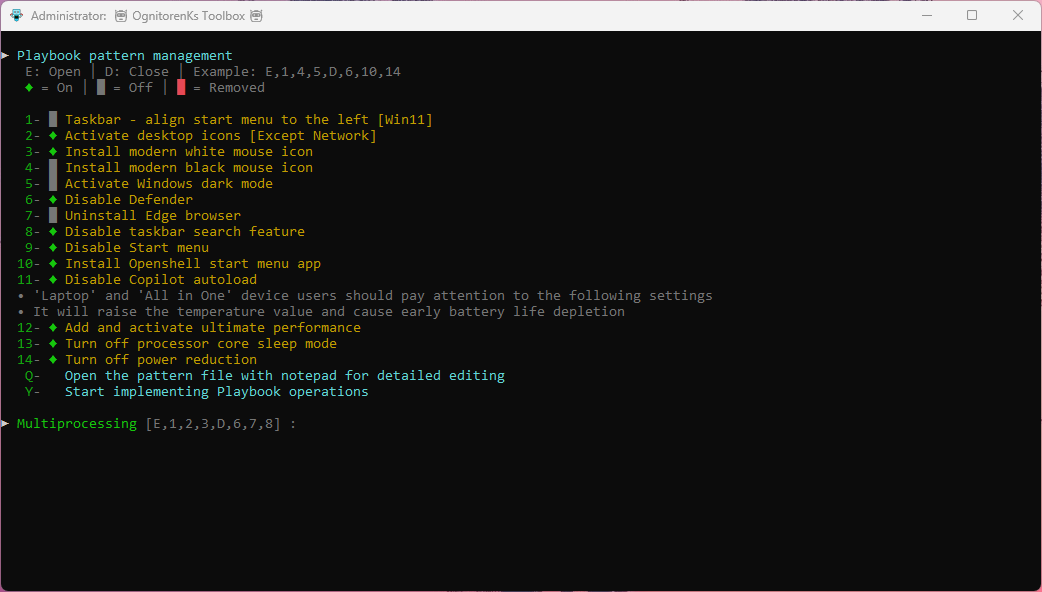 Administrator: OgnitorenKs Toolbox
► Playbook pattern management
E: Open │ D: Close │ Example: E,1,4,5,D,6,10,14
♦ = On │ █ = Off │ █ = Removed
1- █ Taskbar - align start menu to the left [Win11]
2- ♦ Activate desktop icons [Except Network]
3- ♦ Install modern white mouse icon
4- █ Install modern black mouse icon
5- █ Activate Windows dark mode
6- ♦ Disable Defender
7- █ Uninstall Edge browser
8- ♦ Disable taskbar search feature
9- ♦ Disable Start menu
10- ♦ Install Openshell start menu app
11- ♦ Disable Copilot autoload
• 'Laptop' and 'All in One' device users should pay attention to the following settings
• It will raise the temperature value and cause early battery life depletion
12- ♦ Add and activate ultimate performance
13- ♦ Turn off processor core sleep mode
14- ♦ Turn off power reduction
Q- Open the pattern file with notepad for detailed editing
Y- Start implementing Playbook operations
► Multiprocessing [E,1,2,3,D,6,7,8] :